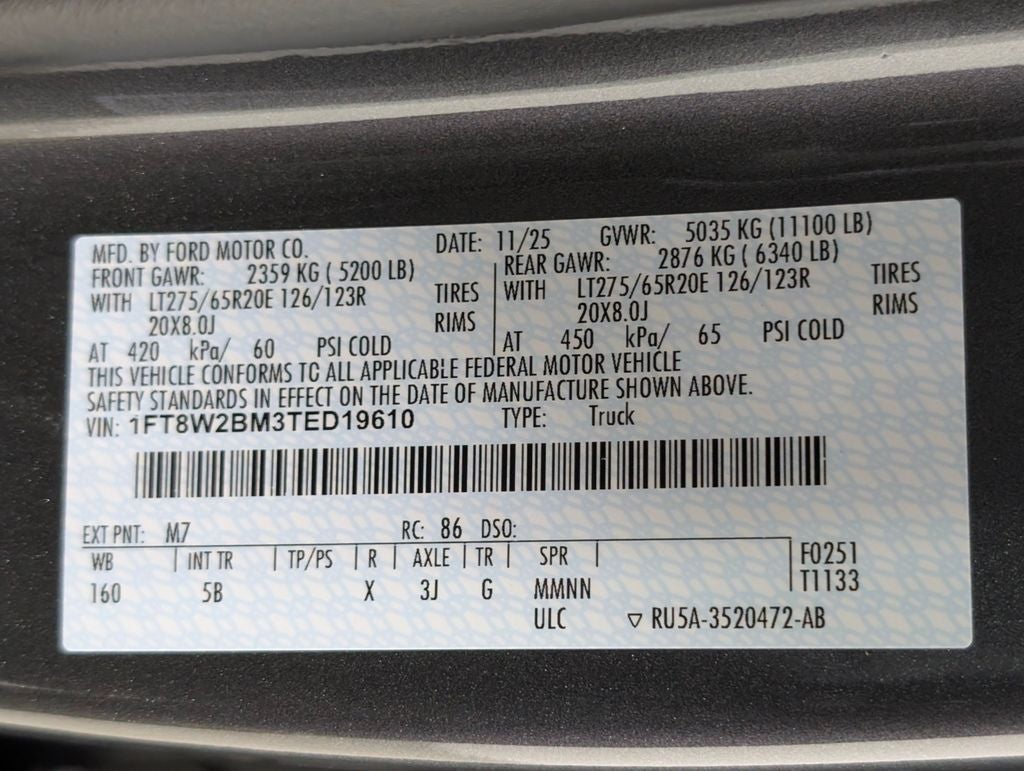 MFD. BY FORD MOTOR CO. DATE: 11/25 GVWR: 5035 KG (11100 LB)
FRONT GAWR: 2359 KG ( 5200 LB) REAR GAWR: 2876 KG ( 6340 LB)
WITH LT275/65R20E 126/123R TIRES WITH LT275/65R20E 126/123R TIRES
20X8.0J RIMS 20X8.0J RIMS
AT 420 kPa/ 60 PSI COLD AT 450 kPa/ 65 PSI COLD
THIS VEHICLE CONFORMS TO ALL APPLICABLE FEDERAL MOTOR VEHICLE
SAFETY STANDARDS IN EFFECT ON THE DATE OF MANUFACTURE SHOWN ABOVE.
VIN: 1FT8W2BM3TED19610 TYPE: Truck
EXT PNT: M7 RC: 86 DSO:
WB INT TR TP/PS R AXLE TR SPR F0251
160 5B X 3J G MMNN T1133
ULC ▽ RU5A-3520472-AB